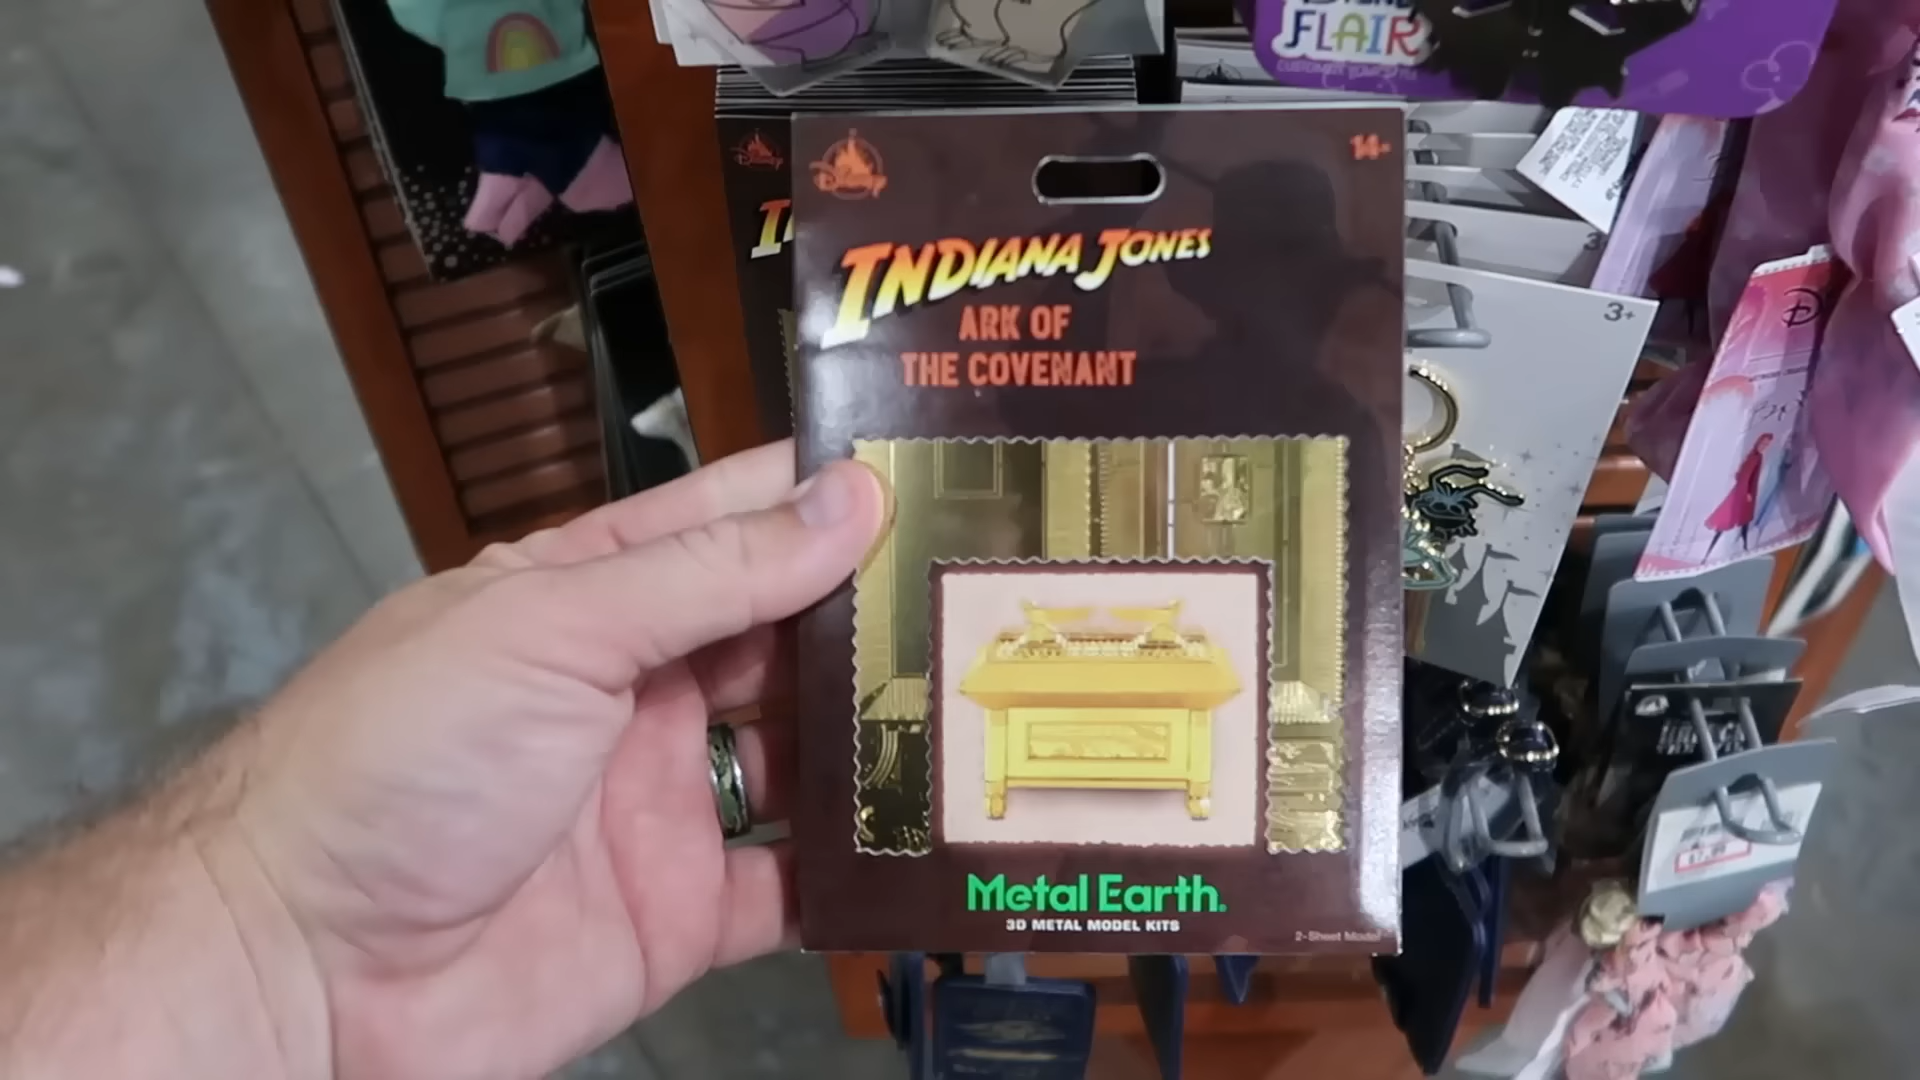 FLAIR
Disney
14+
INDIANA JONES
ARK OF
THE COVENANT
Metal Earth®
3D METAL MODEL KITS
2-Sheet Model
Disney
3+